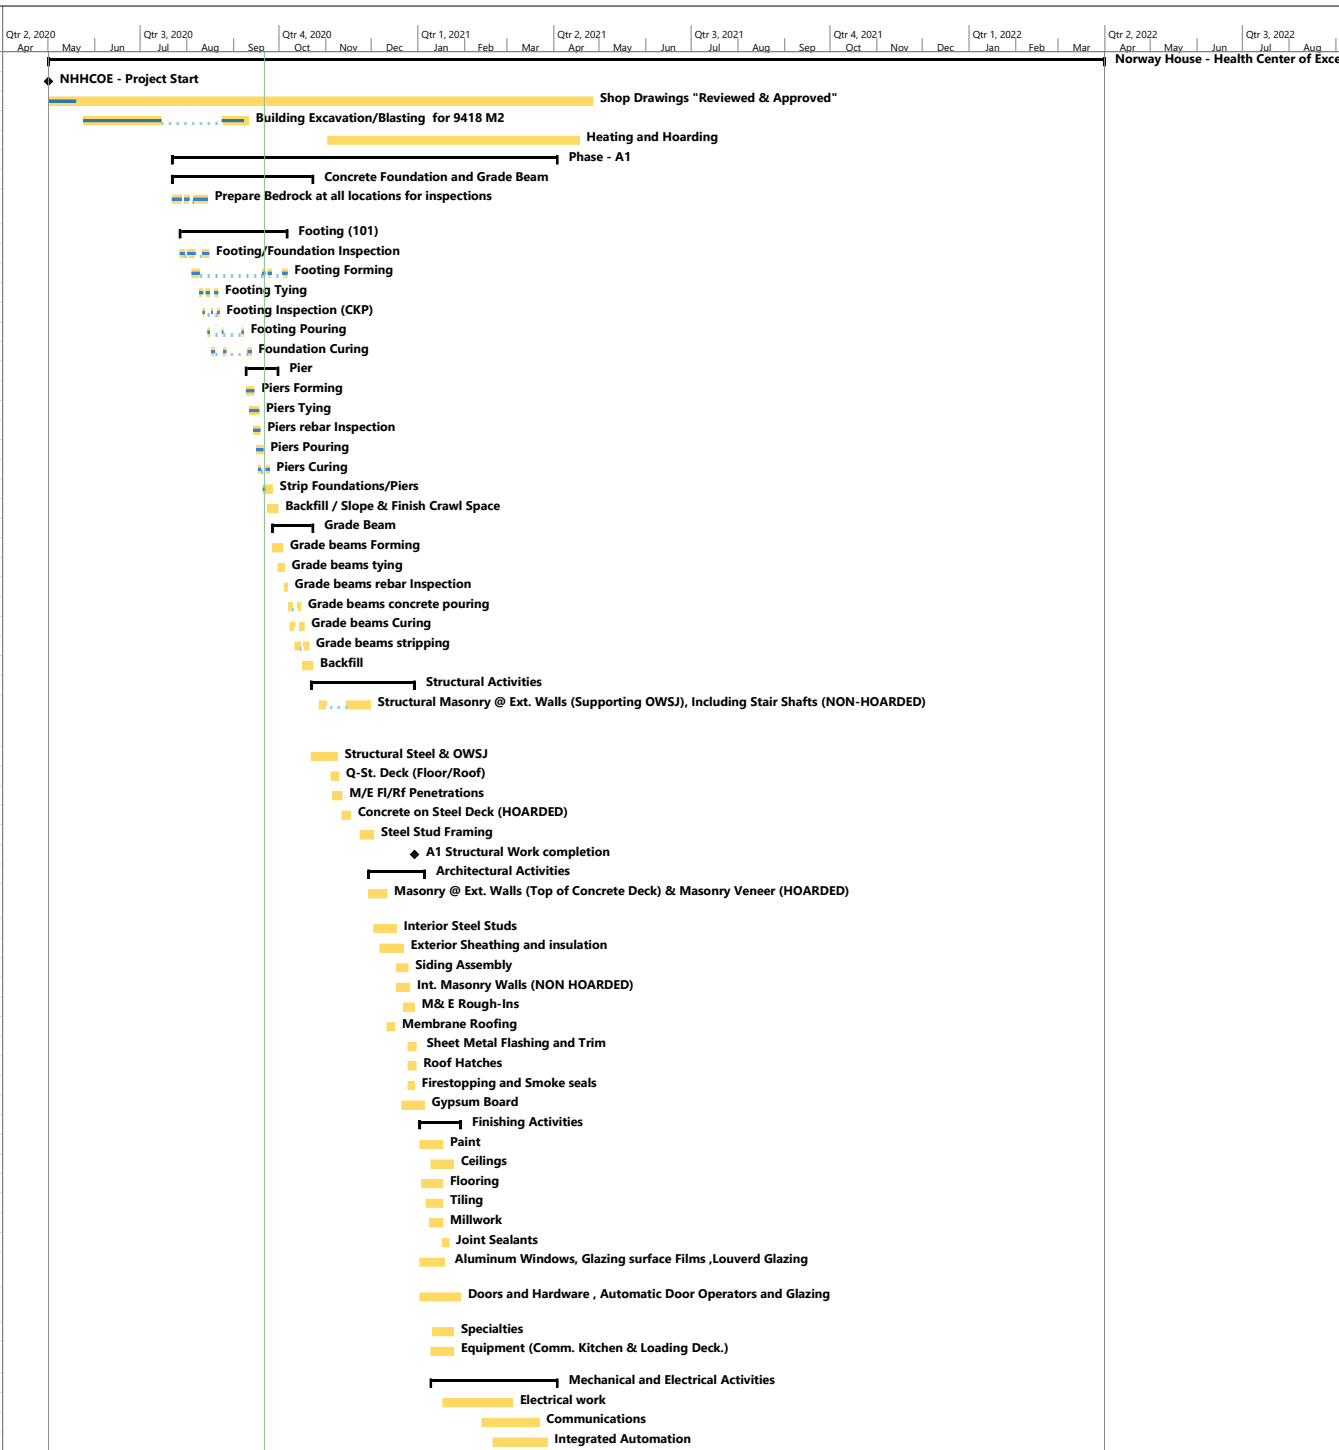 Qtr 2, 2020 Qtr 3, 2020 Qtr 4, 2020 Qtr 1, 2021 Qtr 2, 2021 Qtr 3, 2021 Qtr 4, 2021 Qtr 1, 2022 Qtr 2, 2022 Qtr 3, 2022
Apr May Jun Jul Aug Sep Oct Nov Dec Jan Feb Mar Apr May Jun Jul Aug Sep Oct Nov Dec Jan Feb Mar Apr May Jun Jul Aug
Norway House - Health Center of Exce
NHHCOE - Project Start
Shop Drawings "Reviewed & Approved"
Building Excavation/Blasting for 9418 M2
Heating and Hoarding
Phase - A1
Concrete Foundation and Grade Beam
Prepare Bedrock at all locations for inspections
Footing (101)
Footing/Foundation Inspection
Footing Forming
Footing Tying
Footing Inspection (CKP)
Footing Pouring
Foundation Curing
Pier
Piers Forming
Piers Tying
Piers rebar Inspection
Piers Pouring
Piers Curing
Strip Foundations/Piers
Backfill / Slope & Finish Crawl Space
Grade Beam
Grade beams Forming
Grade beams tying
Grade beams rebar Inspection
Grade beams concrete pouring
Grade beams Curing
Grade beams stripping
Backfill
Structural Activities
Structural Masonry @ Ext. Walls (Supporting OWSJ), Including Stair Shafts (NON-HOARDED)
Structural Steel & OWSJ
Q-St. Deck (Floor/Roof)
M/E Fl/Rf Penetrations
Concrete on Steel Deck (HOARDED)
Steel Stud Framing
A1 Structural Work completion
Architectural Activities
Masonry @ Ext. Walls (Top of Concrete Deck) & Masonry Veneer (HOARDED)
Interior Steel Studs
Exterior Sheathing and insulation
Siding Assembly
Int. Masonry Walls (NON HOARDED)
M& E Rough-Ins
Membrane Roofing
Sheet Metal Flashing and Trim
Roof Hatches
Firestopping and Smoke seals
Gypsum Board
Finishing Activities
Paint
Ceilings
Flooring
Tiling
Millwork
Joint Sealants
Aluminum Windows, Glazing surface Films ,Louverd Glazing
Doors and Hardware , Automatic Door Operators and Glazing
Specialties
Equipment (Comm. Kitchen & Loading Deck.)
Mechanical and Electrical Activities
Electrical work
Communications
Integrated Automation